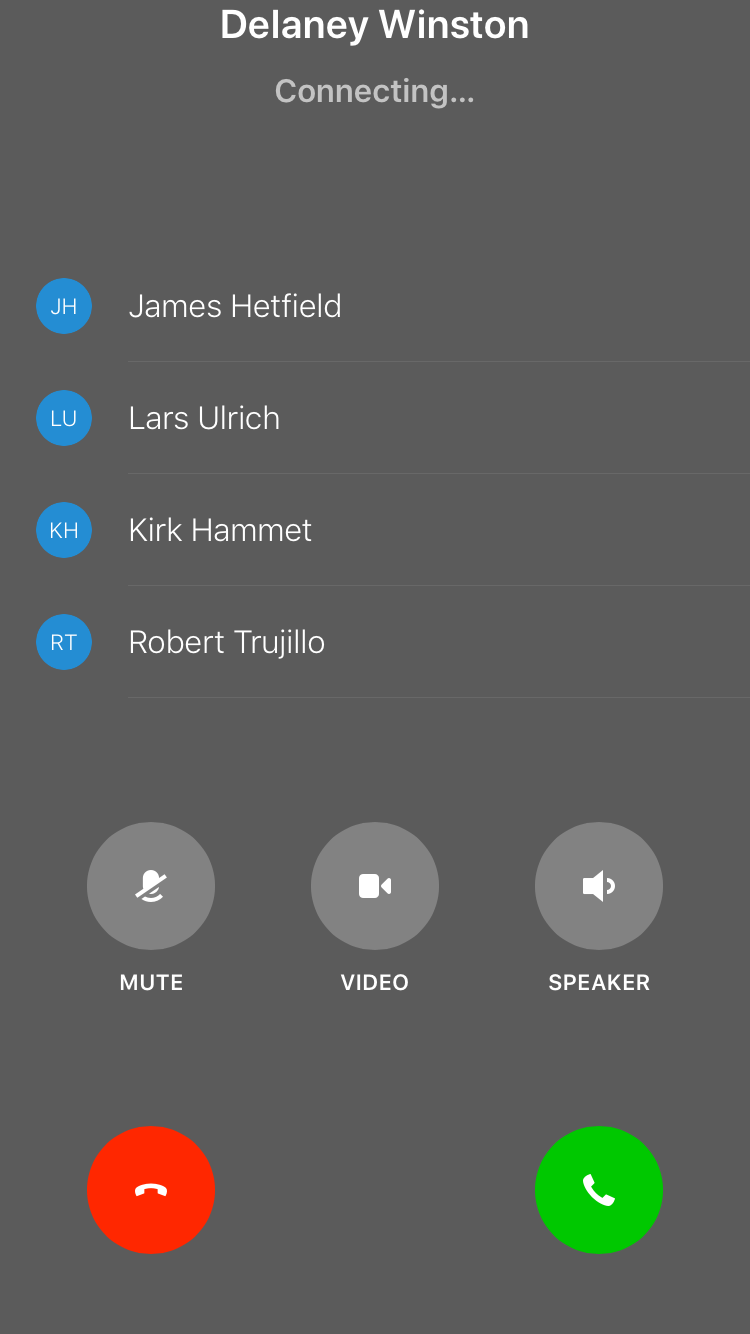 Delaney Winston
Connecting...
JH James Hetfield
LU Lars Ulrich
KH Kirk Hammet
RT Robert Trujillo
MUTE VIDEO SPEAKER